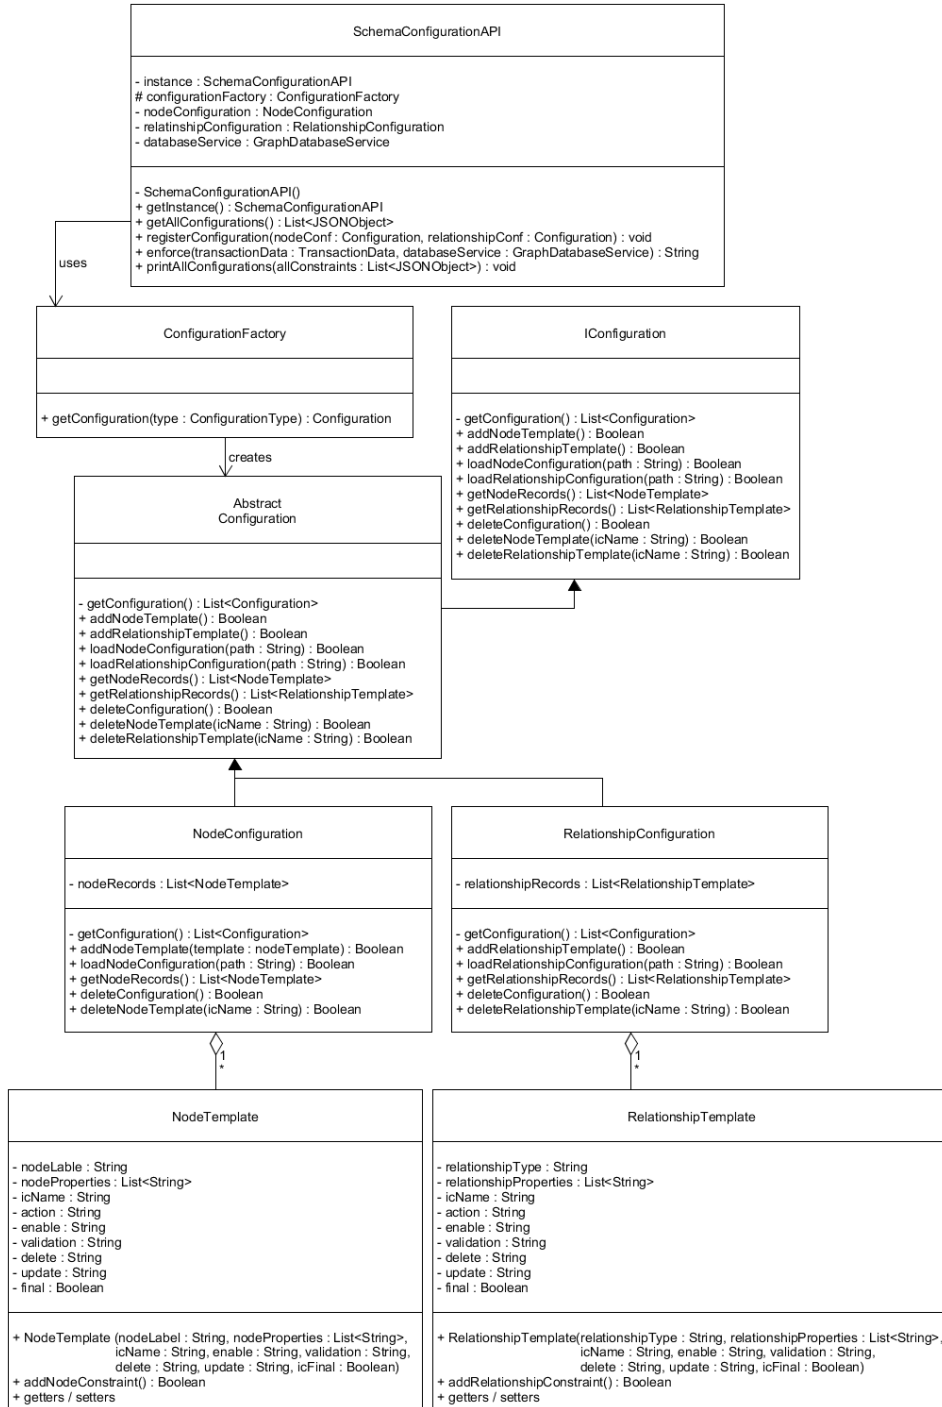 SchemaConfigurationAPI
- instance : SchemaConfigurationAPI
# configurationFactory : ConfigurationFactory
- nodeConfiguration : NodeConfiguration
- relatinshipConfiguration : RelationshipConfiguration
- databaseService : GraphDatabaseService
- SchemaConfigurationAPI()
+ getInstance() : SchemaConfigurationAPI
+ getAllConfigurations() : List<JSONObject>
+ registerConfiguration(nodeConf : Configuration, relationshipConf : Configuration) : void
+ enforce(transactionData : TransactionData, databaseService : GraphDatabaseService) : String
+ printAllConfigurations(allConstraints : List<JSONObject>) : void
uses
ConfigurationFactory
+ getConfiguration(type : ConfigurationType) : Configuration
creates
IConfiguration
- getConfiguration() : List<Configuration>
+ addNodeTemplate() : Boolean
+ addRelationshipTemplate() : Boolean
+ loadNodeConfiguration(path : String) : Boolean
+ loadRelationshipConfiguration(path : String) : Boolean
+ getNodeRecords() : List<NodeTemplate>
+ getRelationshipRecords() : List<RelationshipTemplate>
+ deleteConfiguration() : Boolean
+ deleteNodeTemplate(icName : String) : Boolean
+ deleteRelationshipTemplate(icName : String) : Boolean
Abstract
Configuration
- getConfiguration() : List<Configuration>
+ addNodeTemplate() : Boolean
+ addRelationshipTemplate() : Boolean
+ loadNodeConfiguration(path : String) : Boolean
+ loadRelationshipConfiguration(path : String) : Boolean
+ getNodeRecords() : List<NodeTemplate>
+ getRelationshipRecords() : List<RelationshipTemplate>
+ deleteConfiguration() : Boolean
+ deleteNodeTemplate(icName : String) : Boolean
+ deleteRelationshipTemplate(icName : String) : Boolean
NodeConfiguration
- nodeRecords : List<NodeTemplate>
- getConfiguration() : List<Configuration>
+ addNodeTemplate(template : nodeTemplate) : Boolean
+ loadNodeConfiguration(path : String) : Boolean
+ getNodeRecords() : List<NodeTemplate>
+ deleteConfiguration() : Boolean
+ deleteNodeTemplate(icName : String) : Boolean
1
*
RelationshipConfiguration
- relationshipRecords : List<RelationshipTemplate>
- getConfiguration() : List<Configuration>
+ addRelationshipTemplate() : Boolean
+ loadRelationshipConfiguration(path : String) : Boolean
+ getRelationshipRecords() : List<RelationshipTemplate>
+ deleteConfiguration() : Boolean
+ deleteRelationshipTemplate(icName : String) : Boolean
1
*
NodeTemplate
- nodeLable : String
- nodeProperties : List<String>
- icName : String
- action : String
- enable : String
- validation : String
- delete : String
- update : String
- final : Boolean
+ NodeTemplate (nodeLabel : String, nodeProperties : List<String>,
icName : String, enable : String, validation : String,
delete : String, update : String, icFinal : Boolean)
+ addNodeConstraint() : Boolean
+ getters / setters
RelationshipTemplate
- relationshipType : String
- relationshipProperties : List<String>
- icName : String
- action : String
- enable : String
- validation : String
- delete : String
- update : String
- final : Boolean
+ RelationshipTemplate(relationshipType : String, relationshipProperties : List<String>,
icName : String, enable : String, validation : String,
delete : String, update : String, icFinal : Boolean)
+ addRelationshipConstraint() : Boolean
+ getters / setters